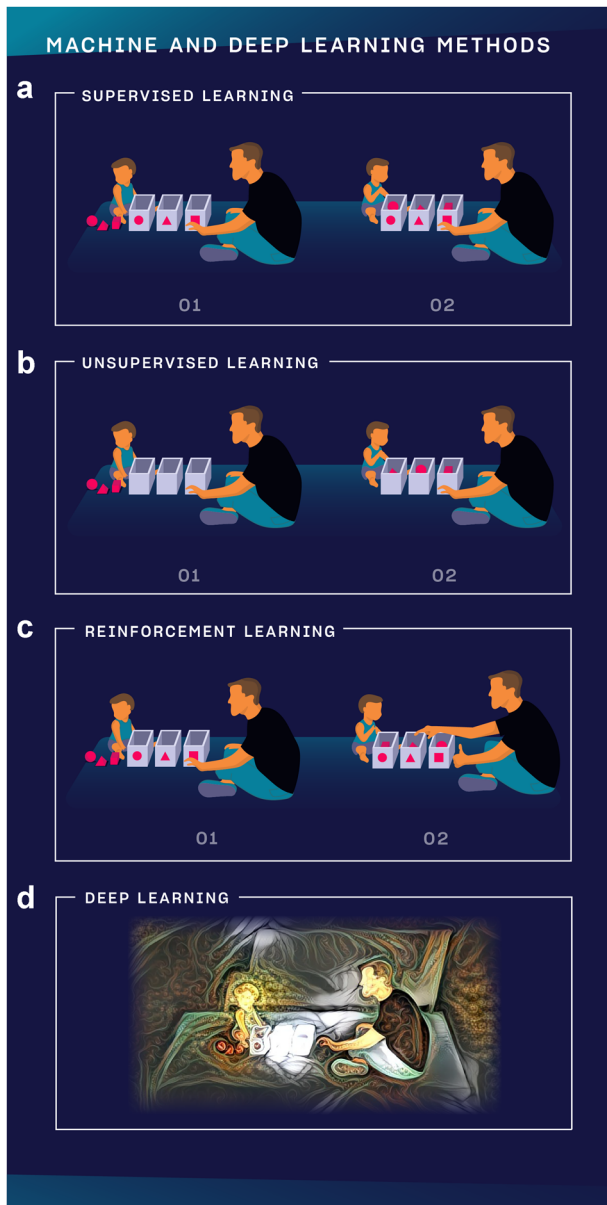 MACHINE AND DEEP LEARNING METHODS
a
SUPERVISED LEARNING
01
02
b
UNSUPERVISED LEARNING
01
02
c
REINFORCEMENT LEARNING
01
02
d
DEEP LEARNING